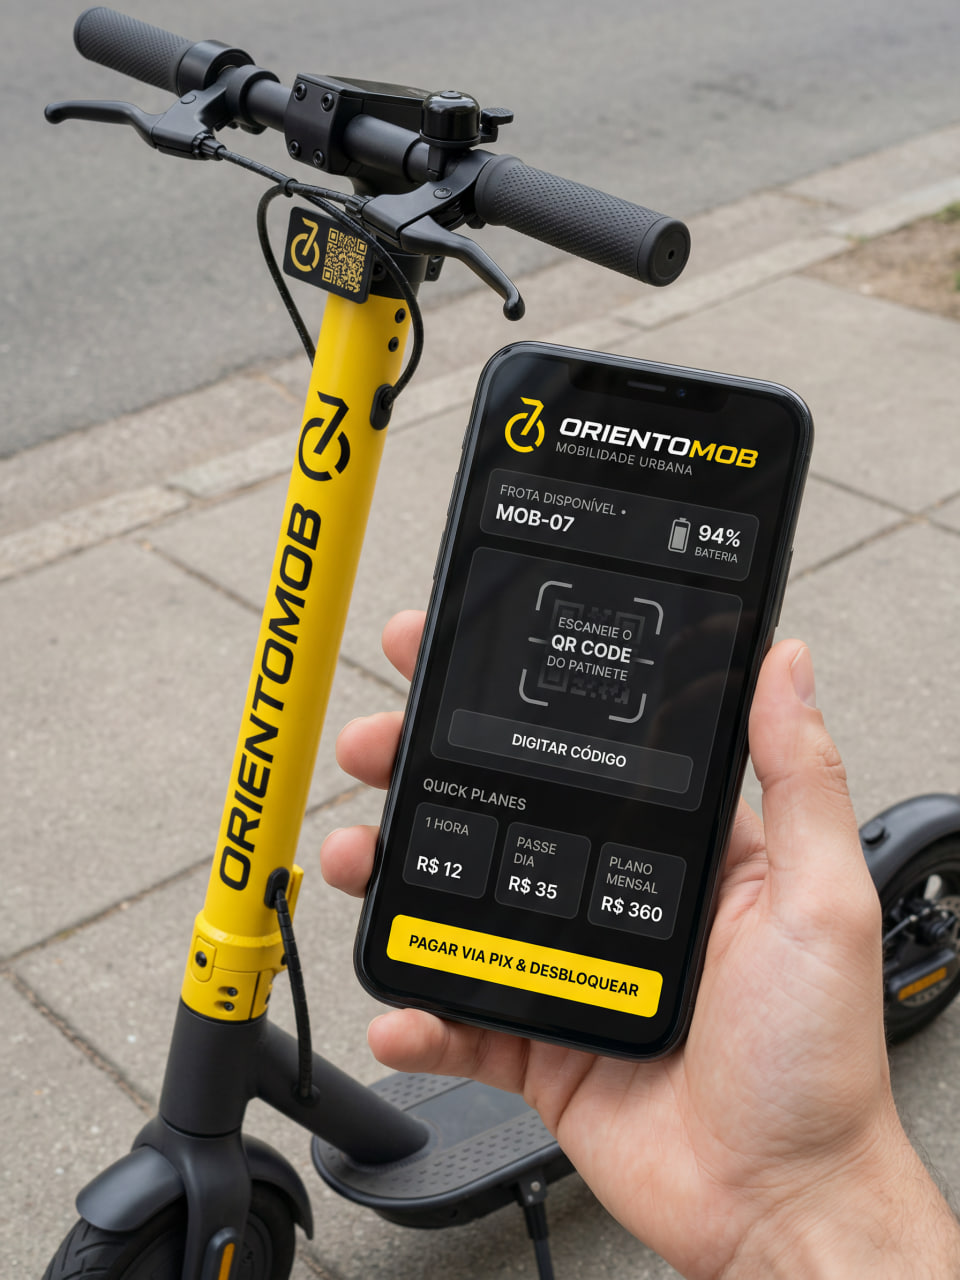 ORIENTOMOB
ORIENTOMOB
MOBILIDADE URBANA
FROTA DISPONÍVEL •
MOB-07
94%
BATERIA
ESCANEIE O
QR CODE
DO PATINETE
DIGITAR CÓDIGO
QUICK PLANES
1 HORA
R$ 12
PASSE
DIA
R$ 35
PLANO
MENSAL
R$ 360
PAGAR VIA PIX & DESBLOQUEAR